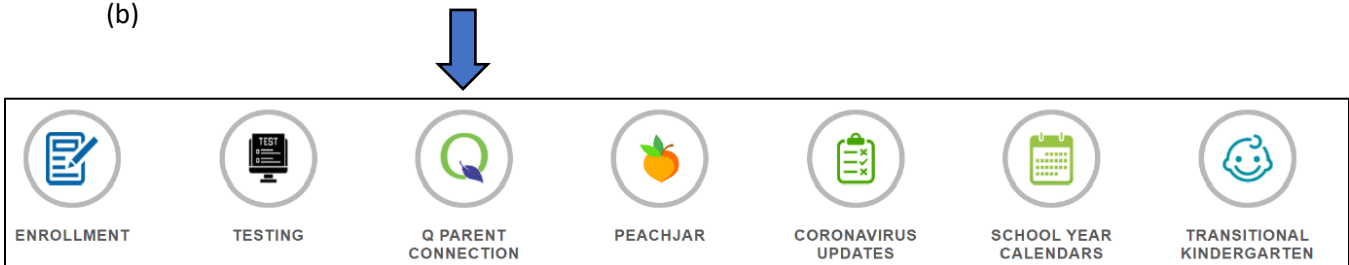 (b)
TEST
Q
ENROLLMENT
TESTING
Q PARENT
CONNECTION
PEACHJAR
CORONAVIRUS
UPDATES
SCHOOL YEAR
CALENDARS
TRANSITIONAL
KINDERGARTEN